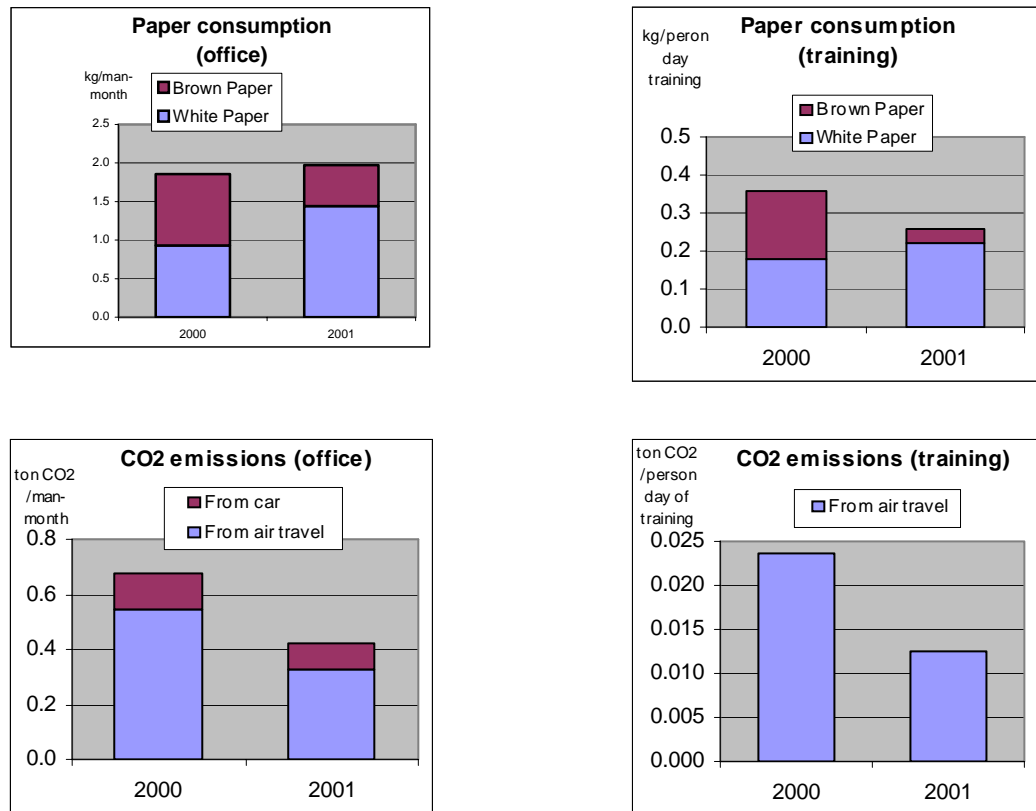 Paper consumption
(office)
kg/man-
month
Brown Paper
White Paper
2.5
2.0
1.5
1.0
0.5
0.0
2000 2001
Paper consumption
(training)
kg/peron
day
training
Brown Paper
White Paper
0.5
0.4
0.3
0.2
0.1
0.0
2000 2001
CO2 emissions (office)
ton CO2
/man-
month
From car
From air travel
0.8
0.6
0.4
0.2
0.0
2000 2001
CO2 emissions (training)
ton CO2
/person
day of
training
From air travel
0.025
0.020
0.015
0.010
0.005
0.000
2000 2001